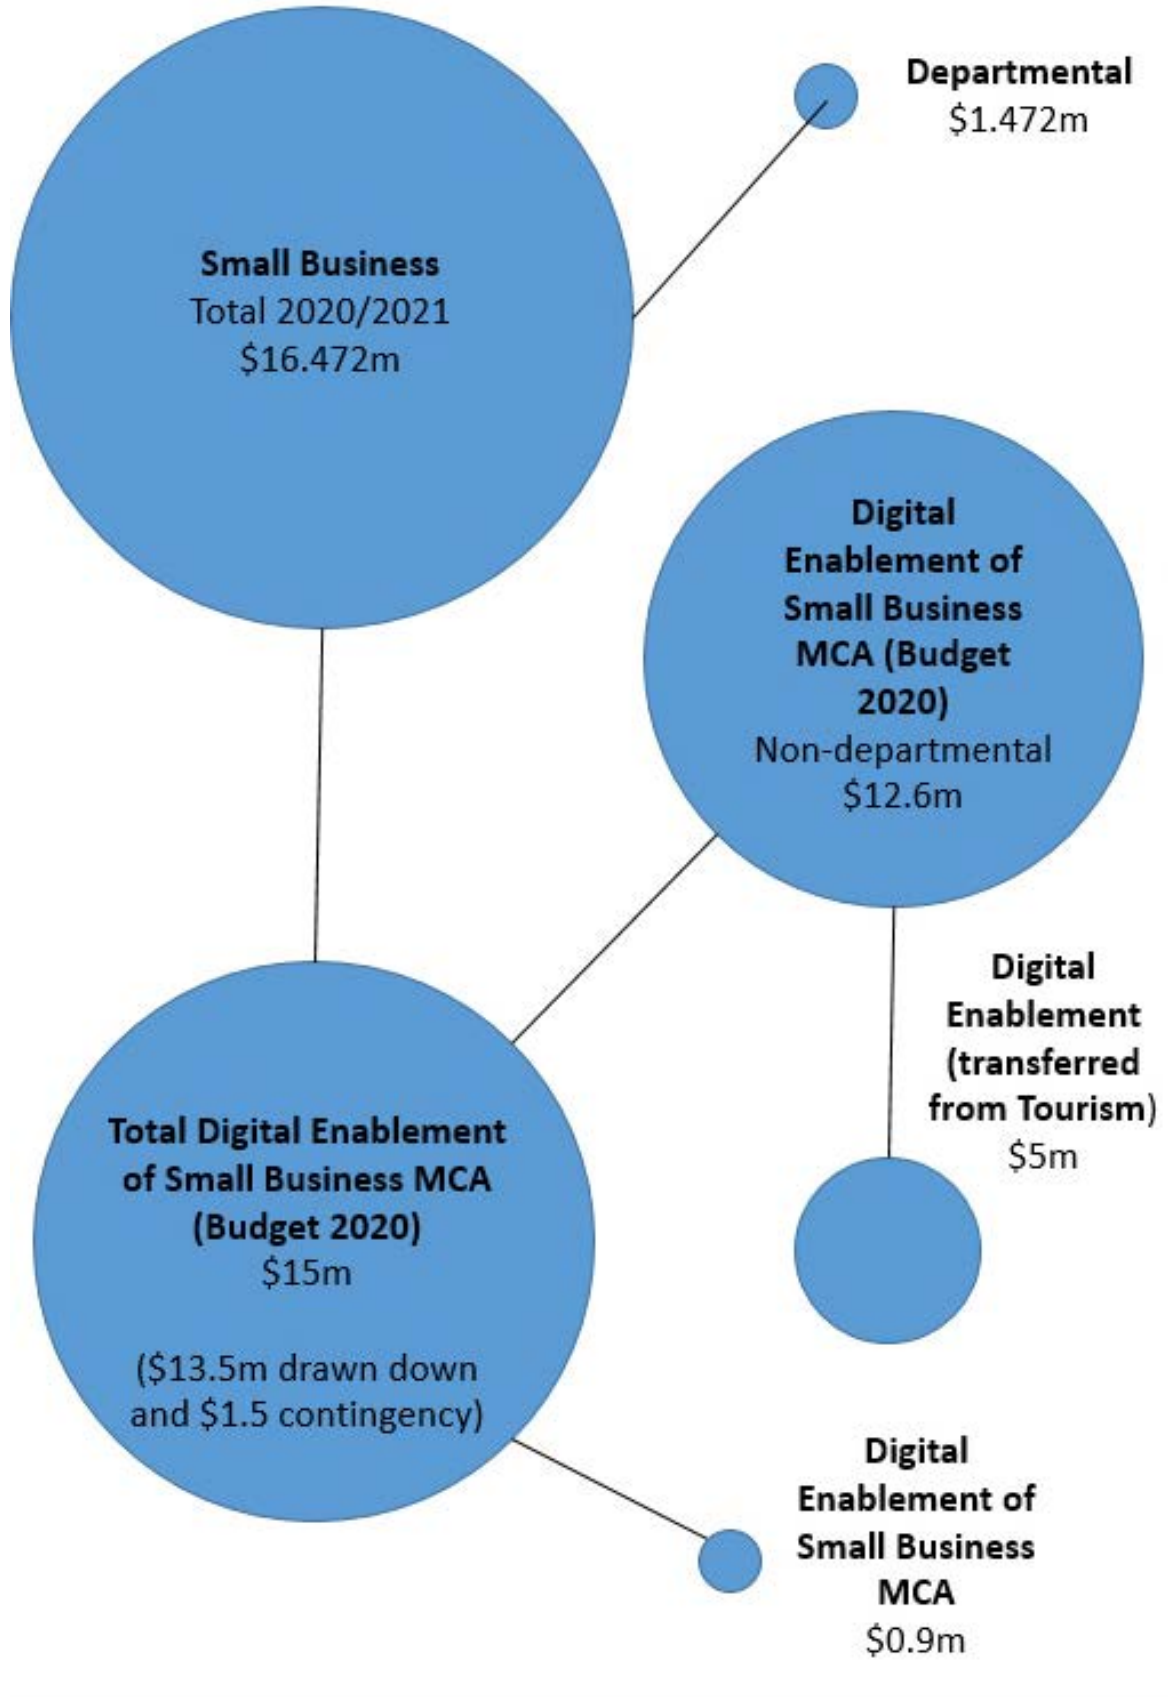 Departmental
$1.472m
Small Business
Total 2020/2021
$16.472m
Digital
Enablement of
Small Business
MCA (Budget
2020)
Non-departmental
$12.6m
Digital
Enablement
(transferred
from Tourism)
$5m
Total Digital Enablement
of Small Business MCA
(Budget 2020)
$15m
($13.5m drawn down
and $1.5 contingency)
Digital
Enablement of
Small Business
MCA
$0.9m